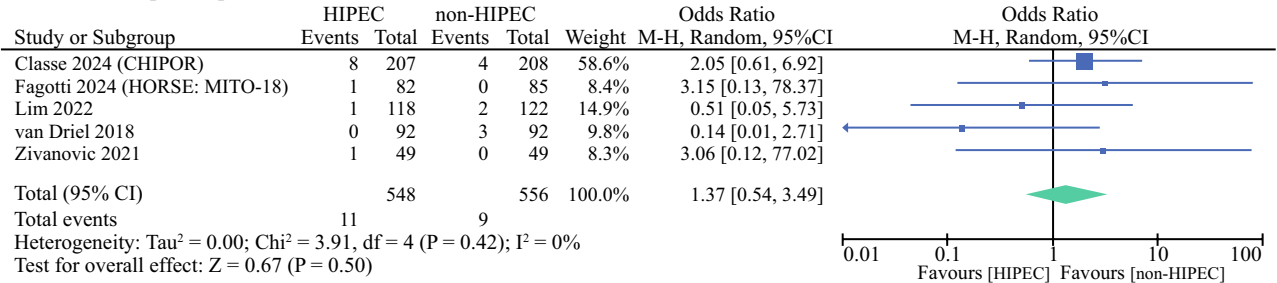 HIPEC non-HIPEC Odds Ratio Odds Ratio
Study or Subgroup Events Total Events Total Weight M-H, Random, 95%CI M-H, Random, 95%CI
Classe 2024 (CHIPOR) 8 207 4 208 58.6% 2.05 [0.61, 6.92]
Fagotti 2024 (HORSE: MITO-18) 1 82 0 85 8.4% 3.15 [0.13, 78.37]
Lim 2022 1 118 2 122 14.9% 0.51 [0.05, 5.73]
van Driel 2018 0 92 3 92 9.8% 0.14 [0.01, 2.71]
Zivanovic 2021 1 49 0 49 8.3% 3.06 [0.12, 77.02]
Total (95% CI) 548 556 100.0% 1.37 [0.54, 3.49]
Total events 11 9
Heterogeneity: Tau² = 0.00; Chi² = 3.91, df = 4 (P = 0.42); I² = 0%
Test for overall effect: Z = 0.67 (P = 0.50)
0.01 0.1 1 10 100
Favours [HIPEC] Favours [non-HIPEC]